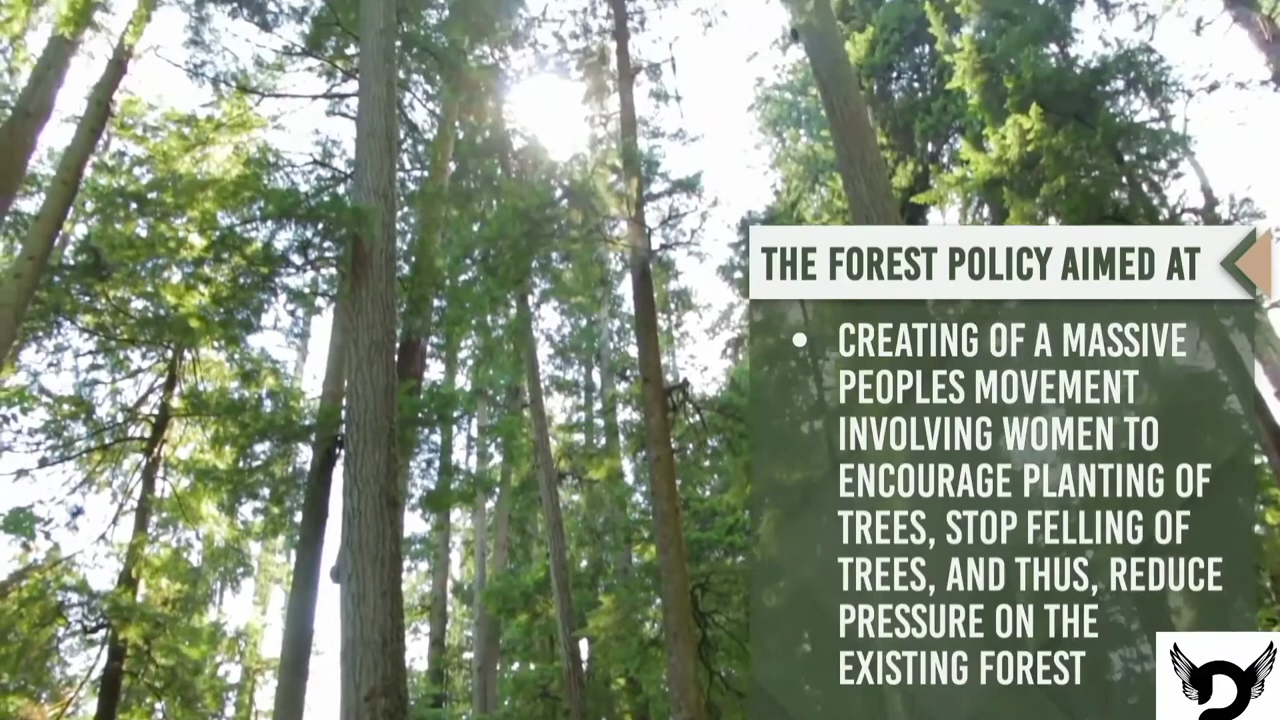 THE FOREST POLICY AIMED AT
• CREATING OF A MASSIVE
PEOPLES MOVEMENT
INVOLVING WOMEN TO
ENCOURAGE PLANTING OF
TREES, STOP FELLING OF
TREES, AND THUS, REDUCE
PRESSURE ON THE
EXISTING FOREST
D